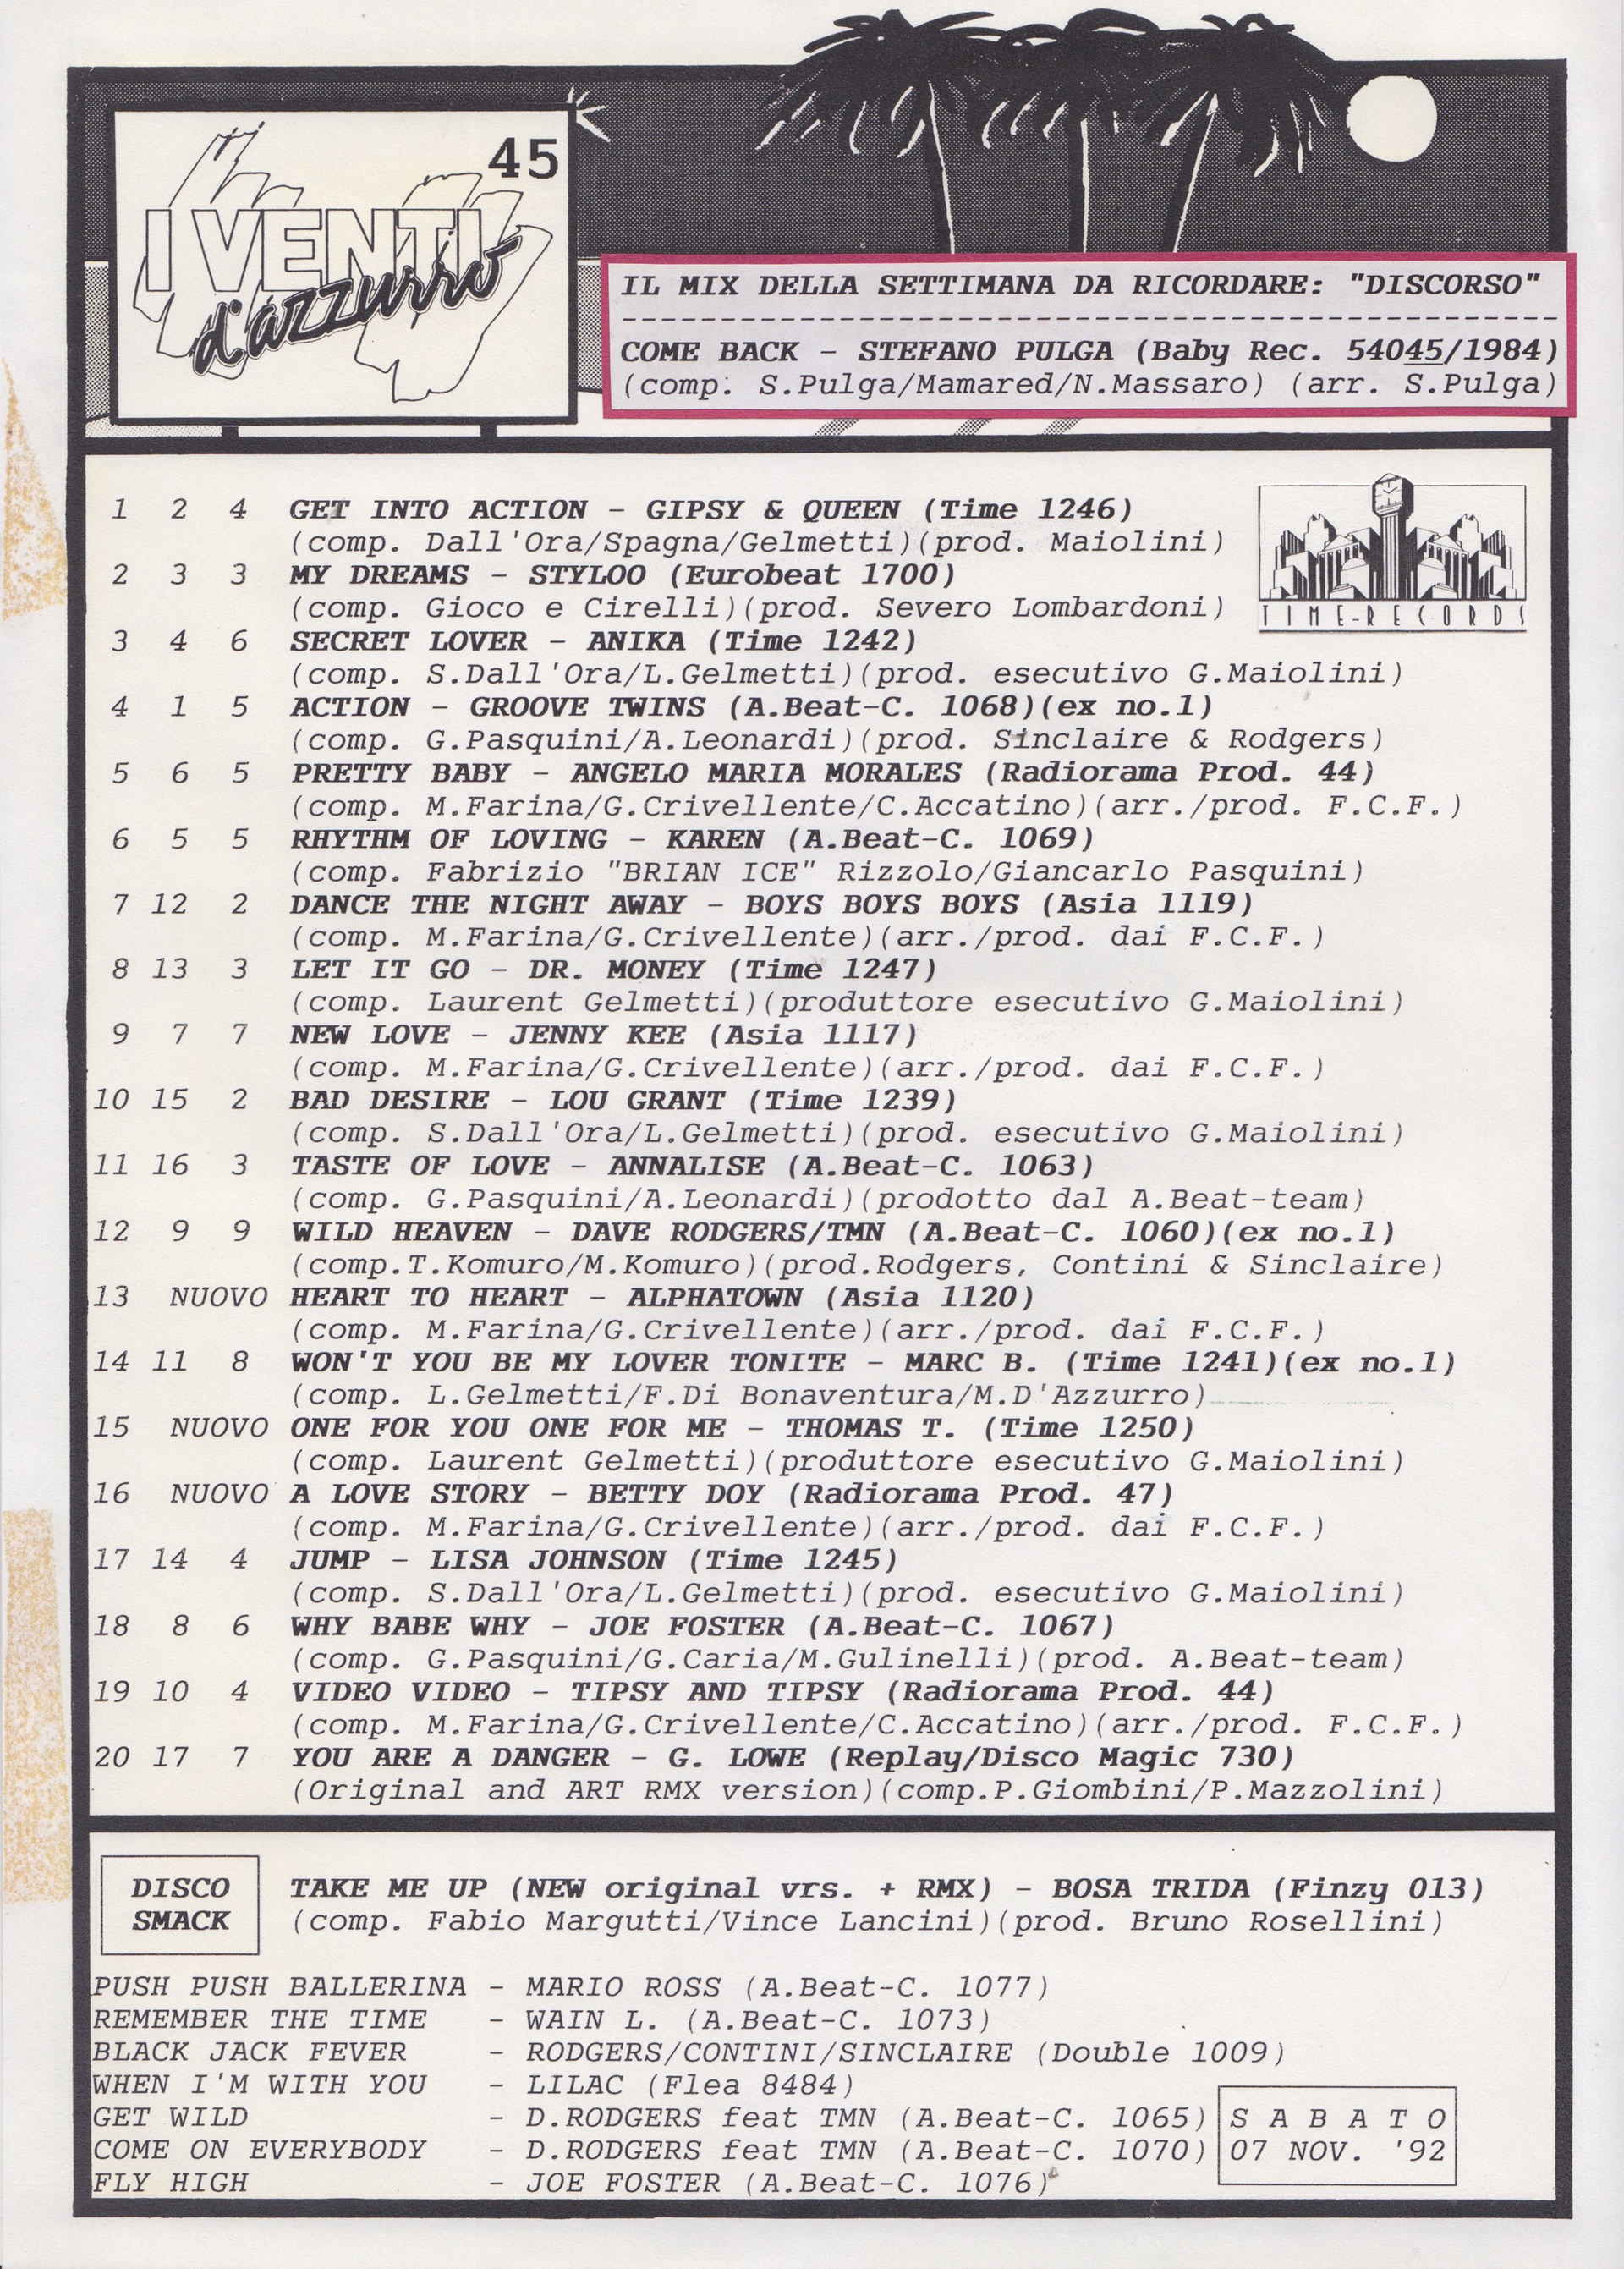 45
I VENTI
d'azzurro
IL MIX DELLA SETTIMANA DA RICORDARE: "DISCORSO"
COME BACK - STEFANO PULGA (Baby Rec. 54045/1984)
(comp. S.Pulga/Mamared/N.Massaro) (arr. S.Pulga)
1 2 4 GET INTO ACTION - GIPSY & QUEEN (Time 1246)
(comp. Dall'Ora/Spagna/Gelmetti)(prod. Maiolini)
2 3 3 MY DREAMS - STYLOO (Eurobeat 1700)
(comp. Gioco e Cirelli)(prod. Severo Lombardoni)
TIME-RECORDS
3 4 6 SECRET LOVER - ANIKA (Time 1242)
(comp. S.Dall'Ora/L.Gelmetti)(prod. esecutivo G.Maiolini)
4 1 5 ACTION - GROOVE TWINS (A.Beat-C. 1068)(ex no.1)
(comp. G.Pasquini/A.Leonardi)(prod. Sinclaire & Rodgers)
5 6 5 PRETTY BABY - ANGELO MARIA MORALES (Radiorama Prod. 44)
(comp. M.Farina/G.Crivellente/C.Accatino)(arr./prod. F.C.F.)
6 5 5 RHYTHM OF LOVING - KAREN (A.Beat-C. 1069)
(comp. Fabrizio "BRIAN ICE" Rizzolo/Giancarlo Pasquini)
7 12 2 DANCE THE NIGHT AWAY - BOYS BOYS BOYS (Asia 1119)
(comp. M.Farina/G.Crivellente)(arr./prod. dai F.C.F.)
8 13 3 LET IT GO - DR. MONEY (Time 1247)
(comp. Laurent Gelmetti)(produttore esecutivo G.Maiolini)
9 7 7 NEW LOVE - JENNY KEE (Asia 1117)
(comp. M.Farina/G.Crivellente)(arr./prod. dai F.C.F.)
10 15 2 BAD DESIRE - LOU GRANT (Time 1239)
(comp. S.Dall'Ora/L.Gelmetti)(prod. esecutivo G.Maiolini)
11 16 3 TASTE OF LOVE - ANNALISE (A.Beat-C. 1063)
(comp. G.Pasquini/A.Leonardi)(prodotto dal A.Beat-team)
12 9 9 WILD HEAVEN - DAVE RODGERS/TMN (A.Beat-C. 1060)(ex no.1)
(comp.T.Komuro/M.Komuro)(prod.Rodgers, Contini & Sinclaire)
13 NUOVO HEART TO HEART - ALPHATOWN (Asia 1120)
(comp. M.Farina/G.Crivellente)(arr./prod. dai F.C.F.)
14 11 8 WON'T YOU BE MY LOVER TONITE - MARC B. (Time 1241)(ex no.1)
(comp. L.Gelmetti/F.Di Bonaventura/M.D'Azzurro)
15 NUOVO ONE FOR YOU ONE FOR ME - THOMAS T. (Time 1250)
(comp. Laurent Gelmetti)(produttore esecutivo G.Maiolini)
16 NUOVO A LOVE STORY - BETTY DOY (Radiorama Prod. 47)
(comp. M.Farina/G.Crivellente)(arr./prod. dai F.C.F.)
17 14 4 JUMP - LISA JOHNSON (Time 1245)
(comp. S.Dall'Ora/L.Gelmetti)(prod. esecutivo G.Maiolini)
18 8 6 WHY BABE WHY - JOE FOSTER (A.Beat-C. 1067)
(comp. G.Pasquini/G.Caria/M.Gulinelli)(prod. A.Beat-team)
19 10 4 VIDEO VIDEO - TIPSY AND TIPSY (Radiorama Prod. 44)
(comp. M.Farina/G.Crivellente/C.Accatino)(arr./prod. F.C.F.)
20 17 7 YOU ARE A DANGER - G. LOWE (Replay/Disco Magic 730)
(Original and ART RMX version)(comp.P.Giombini/P.Mazzolini)
DISCO SMACK
TAKE ME UP (NEW original vrs. + RMX) - BOSA TRIDA (Finzy 013)
(comp. Fabio Margutti/Vince Lancini)(prod. Bruno Rosellini)
PUSH PUSH BALLERINA - MARIO ROSS (A.Beat-C. 1077)
REMEMBER THE TIME - WAIN L. (A.Beat-C. 1073)
BLACK JACK FEVER - RODGERS/CONTINI/SINCLAIRE (Double 1009)
WHEN I'M WITH YOU - LILAC (Flea 8484)
GET WILD - D.RODGERS feat TMN (A.Beat-C. 1065)
COME ON EVERYBODY - D.RODGERS feat TMN (A.Beat-C. 1070)
FLY HIGH - JOE FOSTER (A.Beat-C. 1076)
S A B A T O
07 NOV. '92